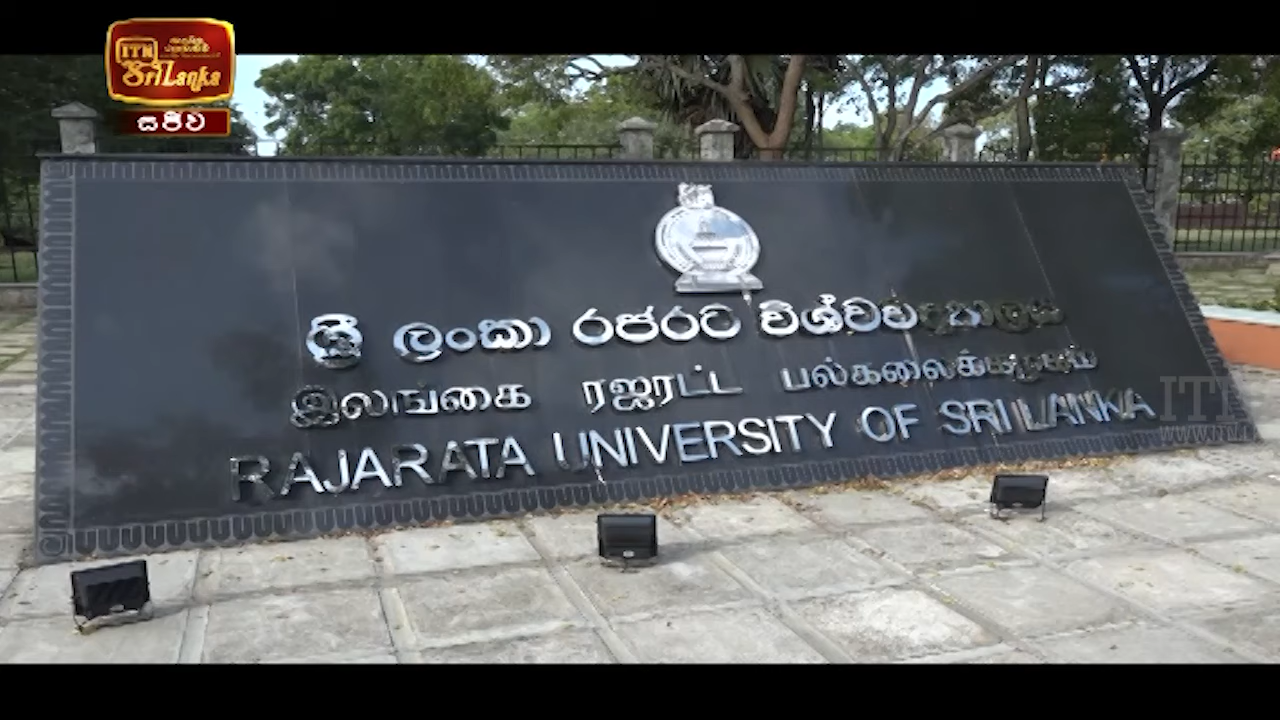 ITN
Sri Lanka
සජීව
ශ්‍රී ලංකා රජරට විශ්වවිද්‍යාලය
இலங்கை ரஜரட்ட பல்கலைக்கழகம்
RAJARATA UNIVERSITY OF SRI LANKA